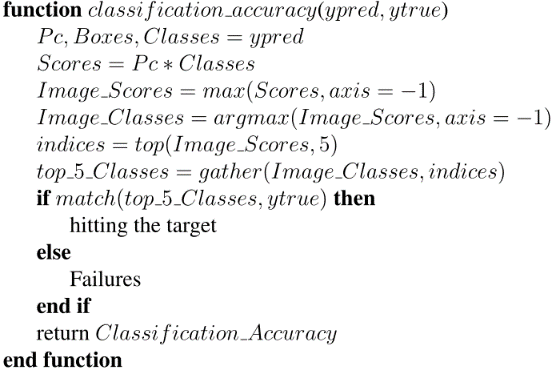 function classification_accuracy(ypred, ytrue)
Pc, Boxes, Classes = ypred
Scores = Pc ∗ Classes
Image_Scores = max(Scores, axis = −1)
Image_Classes = argmax(Image_Scores, axis = −1)
indices = top(Image_Scores, 5)
top_5_Classes = gather(Image_Classes, indices)
if match(top_5_Classes, ytrue) then
hitting the target
else
Failures
end if
return Classification_Accuracy
end function